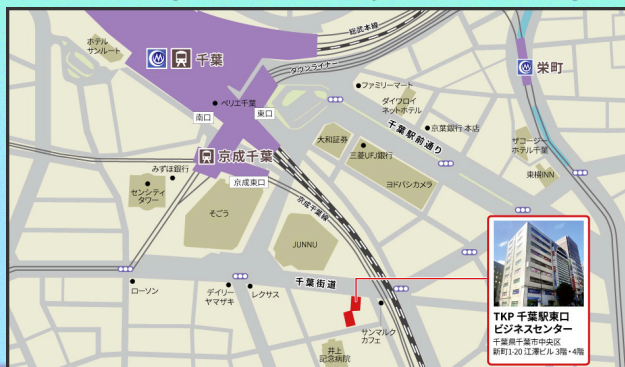 総武本線
ホテル
サンルート
千葉
タウンライナー
栄町
ファミリーマート
ペリエ千葉
東口
南口
ダイワロイ
ネットホテル
千葉駅前通り
京葉銀行 本店
大和証券
三菱UFJ銀行
ザコージー
ホテル千葉
京成千葉
みずほ銀行
京成東口
ヨドバシカメラ
東横INN
センシティ
タワー
そごう
京成千葉線
JUNNU
千葉街道
ローソン
デイリー
ヤマザキ
レクサス
サンマルク
カフェ
井上
記念病院
TKP 千葉駅東口
ビジネスセンター
千葉県千葉市中央区
新町1-20 江澤ビル 3階・4階